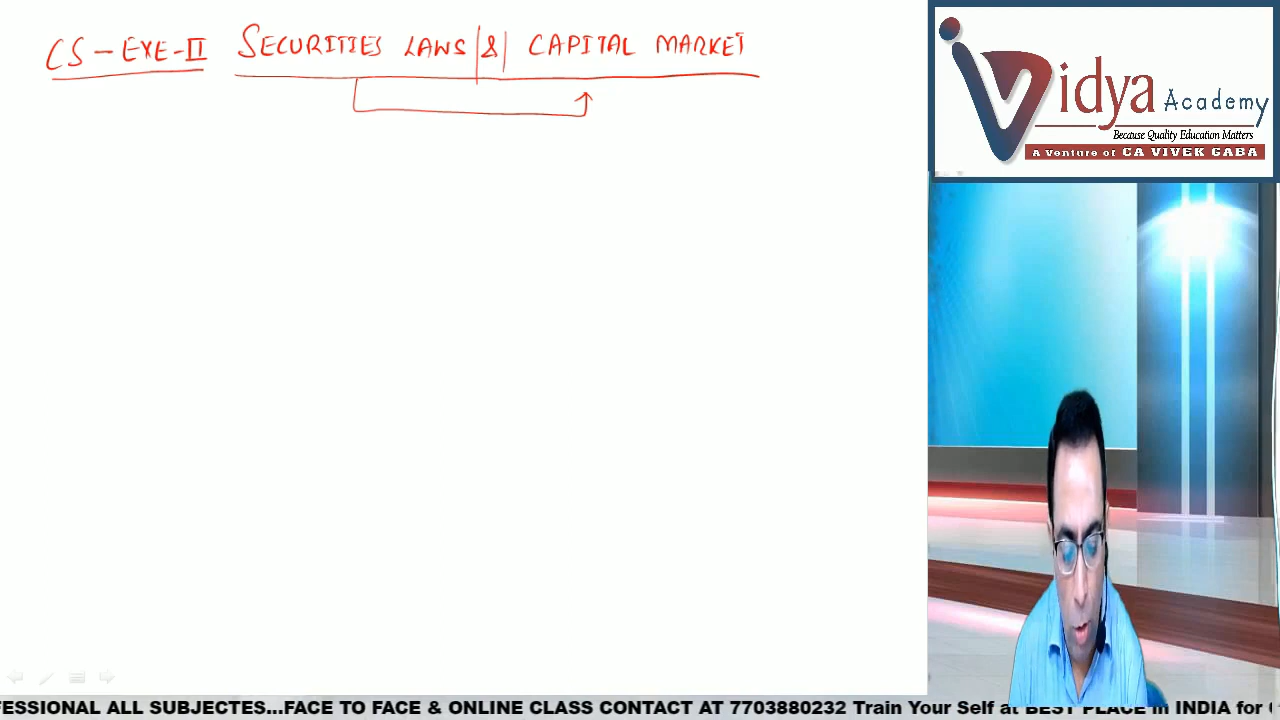 CS - EXE - II SECURITIES LAWS & CAPITAL MARKET
Vidya Academy
Because Quality Education Matters
A Venture of CA VIVEK GABA
FESSIONAL ALL SUBJECTES...FACE TO FACE & ONLINE CLASS CONTACT AT 7703880232 Train Your Self at BEST PLACE in INDIA for